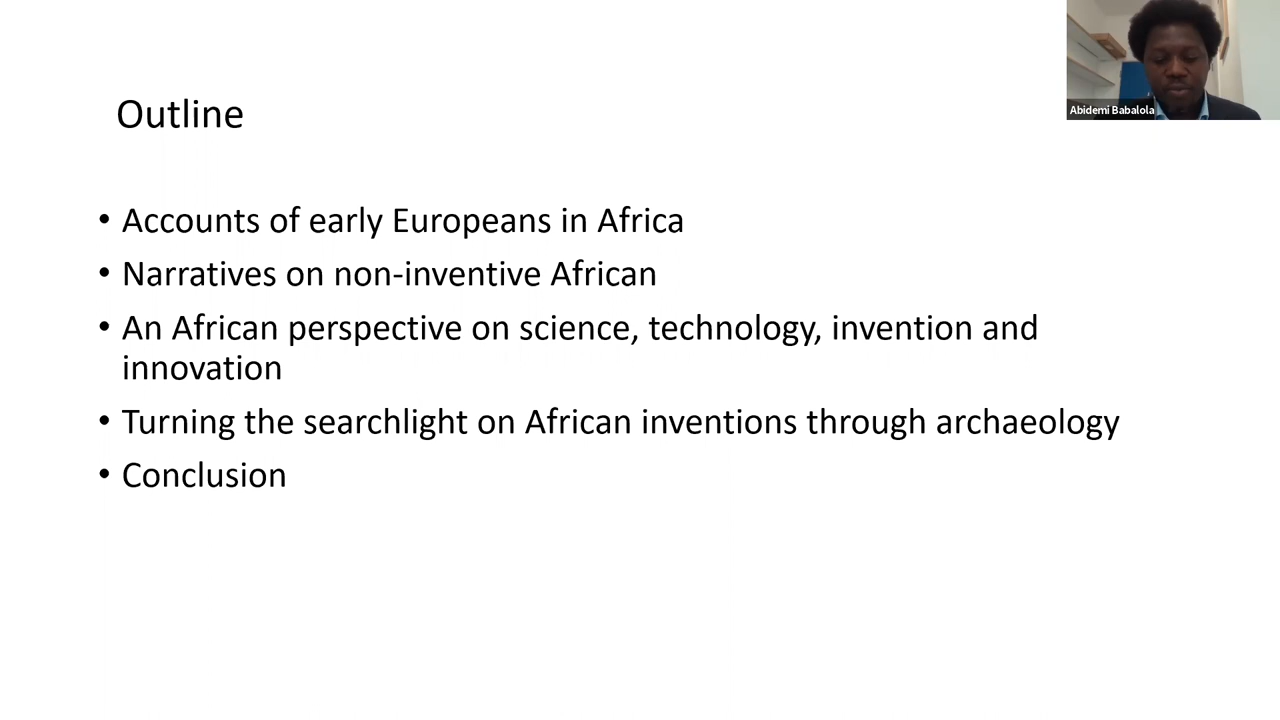 Abidemi Babalola
Outline
• Accounts of early Europeans in Africa
• Narratives on non-inventive African
• An African perspective on science, technology, invention and
innovation
• Turning the searchlight on African inventions through archaeology
• Conclusion